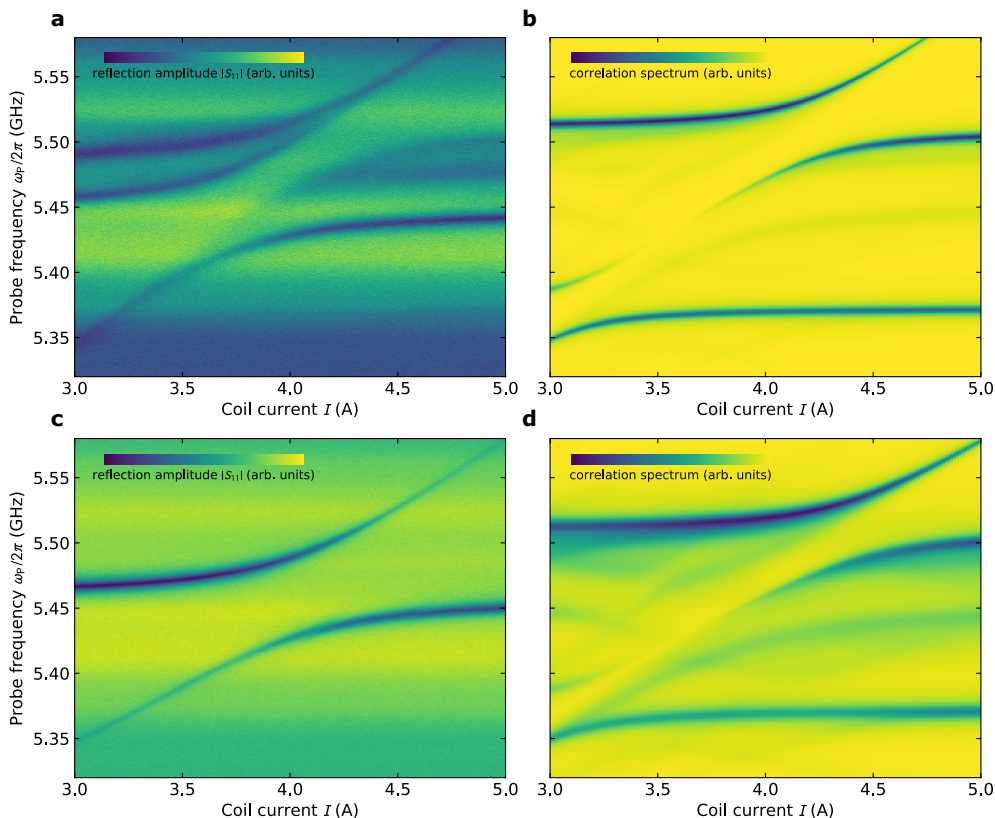 a
reflection amplitude |S₁₁| (arb. units)
Probe frequency ωₚ/2π (GHz)
5.55
5.50
5.45
5.40
5.35
3.0 3.5 4.0 4.5 5.0
Coil current I (A)
b
correlation spectrum (arb. units)
3.0 3.5 4.0 4.5 5.0
Coil current I (A)
c
reflection amplitude |S₁₁| (arb. units)
Probe frequency ωₚ/2π (GHz)
5.55
5.50
5.45
5.40
5.35
3.0 3.5 4.0 4.5 5.0
Coil current I (A)
d
correlation spectrum (arb. units)
3.0 3.5 4.0 4.5 5.0
Coil current I (A)